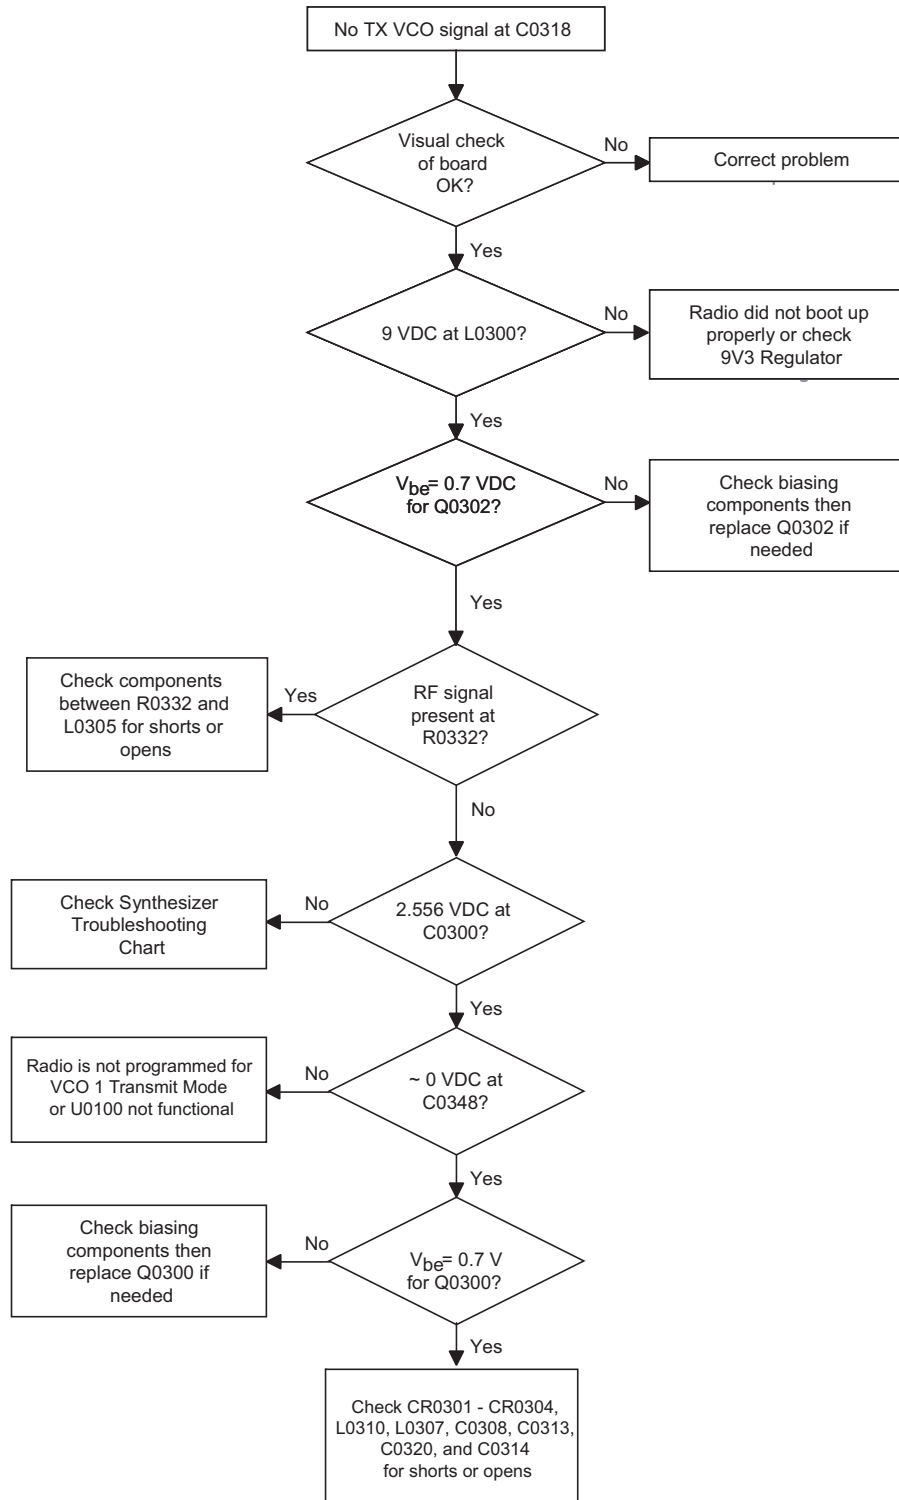 No TX VCO signal at C0318
Visual check
of board
OK?
No
Correct problem
Yes
9 VDC at L0300?
No
Radio did not boot up
properly or check
9V3 Regulator
Yes
Vbe= 0.7 VDC
for Q0302?
No
Check biasing
components then
replace Q0302 if
needed
Yes
RF signal
present at
R0332?
Yes
Check components
between R0332 and
L0305 for shorts or
opens
No
2.556 VDC at
C0300?
No
Check Synthesizer
Troubleshooting
Chart
Yes
~ 0 VDC at
C0348?
No
Radio is not programmed for
VCO 1 Transmit Mode
or U0100 not functional
Yes
Vbe= 0.7 V
for Q0300?
No
Check biasing
components then
replace Q0300 if
needed
Yes
Check CR0301 - CR0304,
L0310, L0307, C0308, C0313,
C0320, and C0314
for shorts or opens